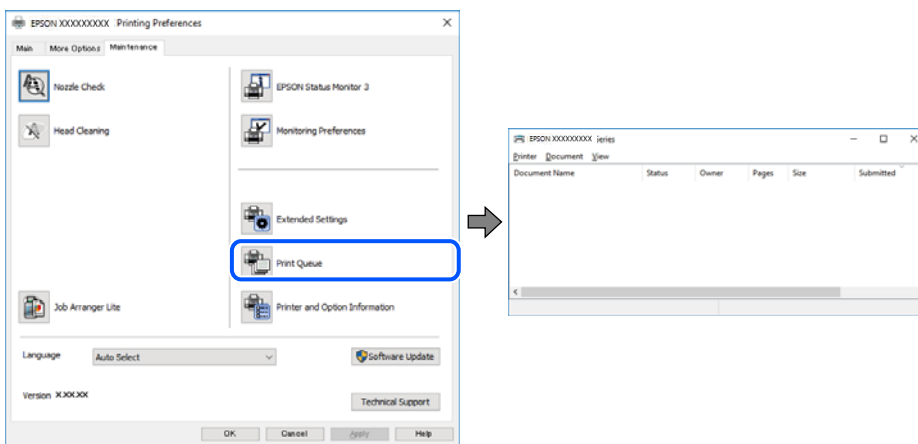 EPSON XXXXXXXXX Printing Preferences
Main More Options Maintenance
Nozzle Check
EPSON Status Monitor 3
Head Cleaning
Monitoring Preferences
Extended Settings
Print Queue
Job Arranger Lite
Printer and Option Information
Language
Auto Select
Software Update
Version X.XX.XX
Technical Support
OK Cancel Apply Help
EPSON XXXXXXXXX ieries
Printer Document View
Document Name Status Owner Pages Size Submitted